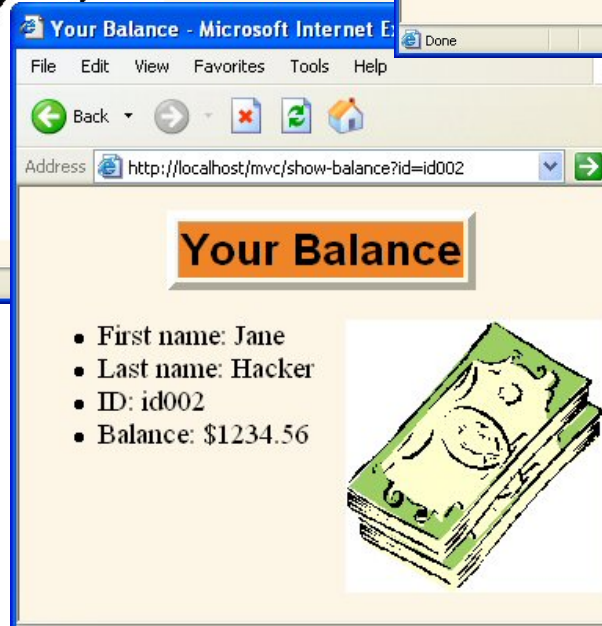 Your Balance - Microsoft Internet E
Done
File Edit View Favorites Tools Help
Back
Address http://localhost/mvc/show-balance?id=id002
Your Balance
First name: Jane
Last name: Hacker
ID: id002
Balance: $1234.56